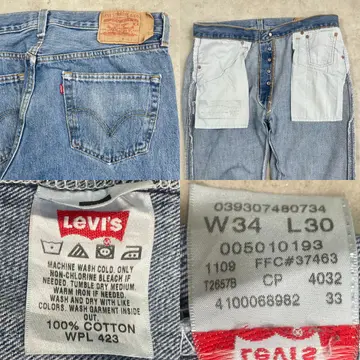 Levi's
MACHINE WASH COLD. ONLY
NON-CHLORINE BLEACH IF
NEEDED. TUMBLE DRY MEDIUM.
WARM IRON IF NEEDED.
WASH AND DRY WITH LIKE
COLORS. WASH GARMENT INSIDE
OUT.
100% COTTON
WPL 423
039307480734
W34 L30
005010193
1109 FFC#37463
T2657B CP 4032
4100068982 33
Levi's